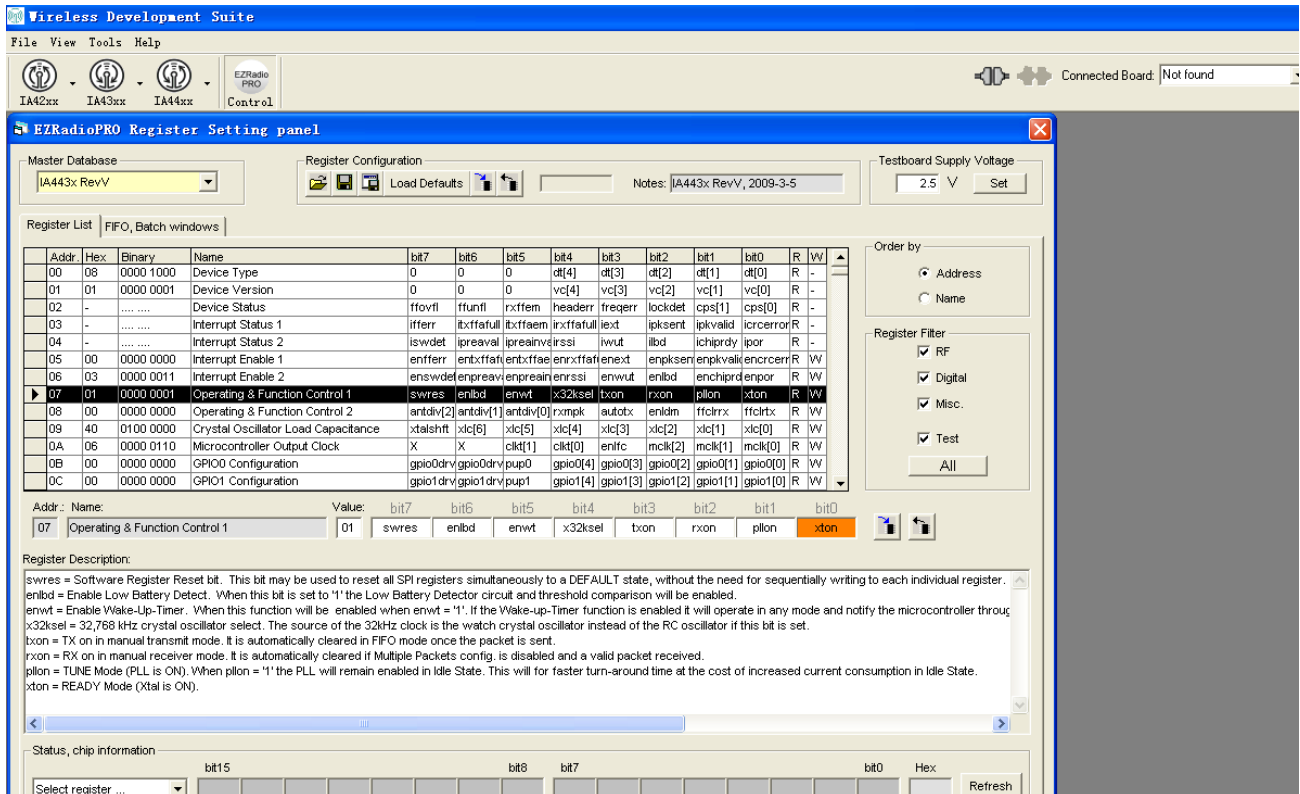 Wireless Development Suite
File View Tools Help
IA42xx IA43xx IA44xx EZRadio PRO Control Connected Board: Not found
EZRadioPRO Register Setting panel
Master Database Register Configuration Testboard Supply Voltage
IA443x RevV Load Defaults Notes: IA443x RevV, 2009-3-5 2.5 V Set
Register List FIFO, Batch windows
Addr. Hex Binary Name bit7 bit6 bit5 bit4 bit3 bit2 bit1 bit0 R W
00 08 0000 1000 Device Type 0 0 0 dt[4] dt[3] dt[2] dt[1] dt[0] R -
01 01 0000 0001 Device Version 0 0 0 vc[4] vc[3] vc[2] vc[1] vc[0] R -
02 - .... .... Device Status ffovfl ffunfl rxffem headerr freqerr lockdet cps[1] cps[0] R -
03 - .... .... Interrupt Status 1 ifferr itxffafull itxffaem irxffafull iext ipksent ipkvalid icrcerror R -
04 - .... .... Interrupt Status 2 iswdet ipreaval ipreainva irssi iwut ilbd ichiprdy ipor R -
05 00 0000 0000 Interrupt Enable 1 enfferr entxffafu entxffae enrxffafu enext enpksen enpkvalid encrcerr R W
06 03 0000 0011 Interrupt Enable 2 enswdet enpreava enpreain enrssi enwut enlbd enchiprd enpor R W
07 01 0000 0001 Operating & Function Control 1 swres enlbd enwt x32ksel txon rxon pllon xton R W
08 00 0000 0000 Operating & Function Control 2 antdiv[2] antdiv[1] antdiv[0] rxmpk autotx enldm ffclrrx ffclrtx R W
09 40 0100 0000 Crystal Oscillator Load Capacitance xtalshft xlc[6] xlc[5] xlc[4] xlc[3] xlc[2] xlc[1] xlc[0] R W
0A 06 0000 0110 Microcontroller Output Clock X X clkt[1] clkt[0] enlfc mclk[2] mclk[1] mclk[0] R W
0B 00 0000 0000 GPIO0 Configuration gpio0drv gpio0drv pup0 gpio0[4] gpio0[3] gpio0[2] gpio0[1] gpio0[0] R W
0C 00 0000 0000 GPIO1 Configuration gpio1drv gpio1drv pup1 gpio1[4] gpio1[3] gpio1[2] gpio1[1] gpio1[0] R W
Order by
Address
Name
Register Filter
RF
Digital
Misc.
Test
All
Addr.: Name: Value: bit7 bit6 bit5 bit4 bit3 bit2 bit1 bit0
07 Operating & Function Control 1 01 swres enlbd enwt x32ksel txon rxon pllon xton
Register Description:
swres = Software Register Reset bit. This bit may be used to reset all SPI registers simultaneously to a DEFAULT state, without the need for sequentially writing to each individual register.
enlbd = Enable Low Battery Detect. When this bit is set to '1' the Low Battery Detector circuit and threshold comparison will be enabled.
enwt = Enable Wake-Up-Timer. When this function will be enabled when enwt = '1'. If the Wake-up-Timer function is enabled it will operate in any mode and notify the microcontroller throug
x32ksel = 32,768 kHz crystal oscillator select. The source of the 32kHz clock is the watch crystal oscillator instead of the RC oscillator if this bit is set.
txon = TX on in manual transmit mode. It is automatically cleared in FIFO mode once the packet is sent.
rxon = RX on in manual receiver mode. It is automatically cleared if Multiple Packets config. is disabled and a valid packet received.
pllon = TUNE Mode (PLL is ON). When pllon = '1' the PLL will remain enabled in Idle State. This will for faster turn-around time at the cost of increased current consumption in Idle State.
xton = READY Mode (Xtal is ON).
Status, chip information
bit15 bit8 bit7 bit0 Hex
Select register ... Refresh